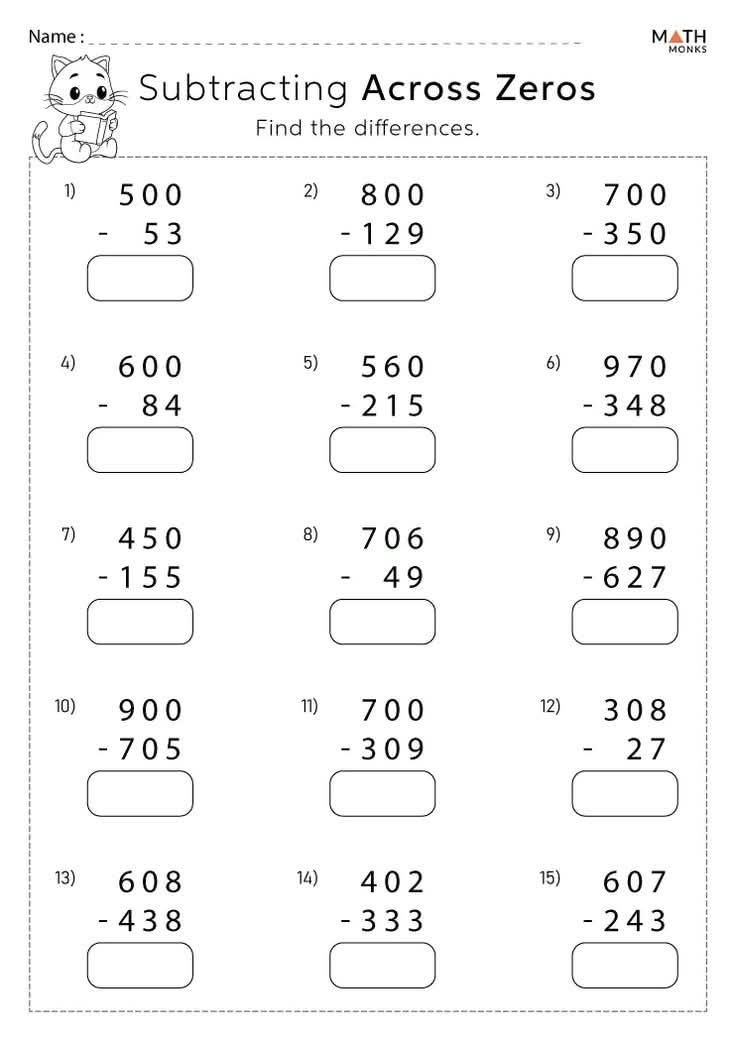 Name : 
MATH
MONKS
Subtracting Across Zeros
Find the differences.
1) 500 2) 800 3) 700
- 53 - 129 - 350
4) 600 5) 560 6) 970
- 84 - 215 - 348
7) 450 8) 706 9) 890
- 155 - 49 - 627
10) 900 11) 700 12) 308
- 705 - 309 - 27
13) 608 14) 402 15) 607
- 438 - 333 - 243